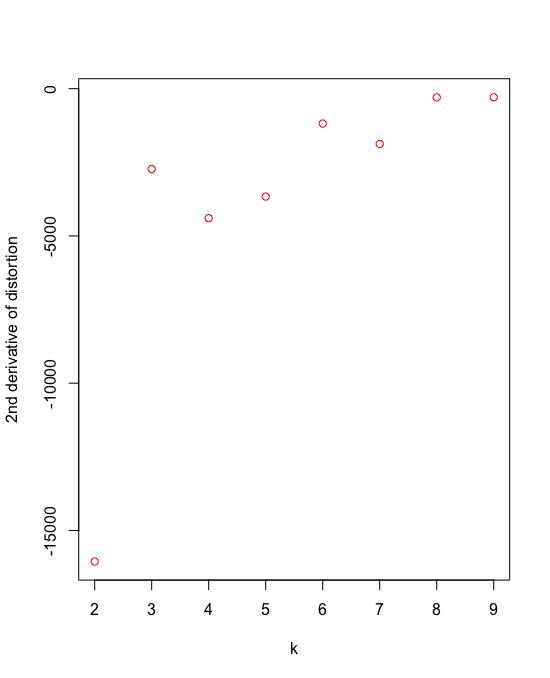 2nd derivative of distortion
0
-5000
-10000
-15000
2 3 4 5 6 7 8 9
k